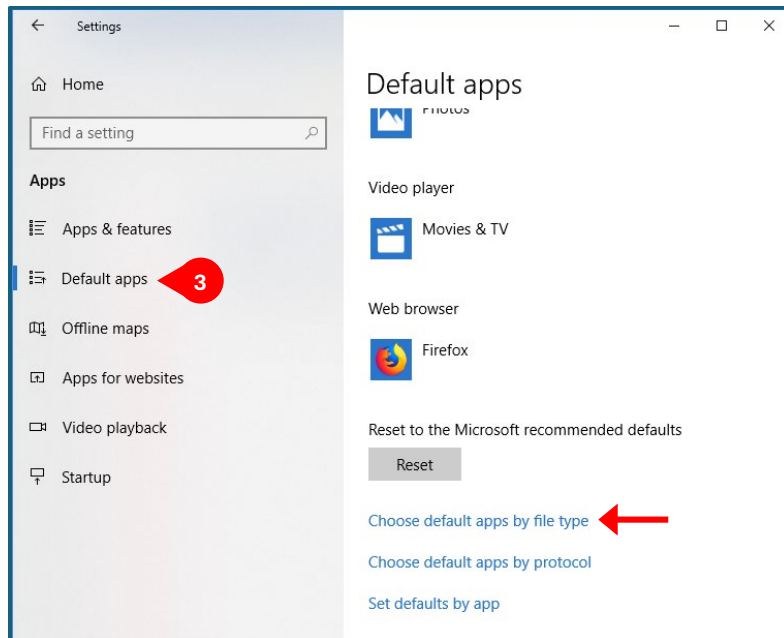 Settings
Home
Find a setting
Apps
Apps & features
Default apps
3
Offline maps
Apps for websites
Video playback
Startup
Default apps
Photos
Video player
Movies & TV
Web browser
Firefox
Reset to the Microsoft recommended defaults
Reset
Choose default apps by file type
Choose default apps by protocol
Set defaults by app